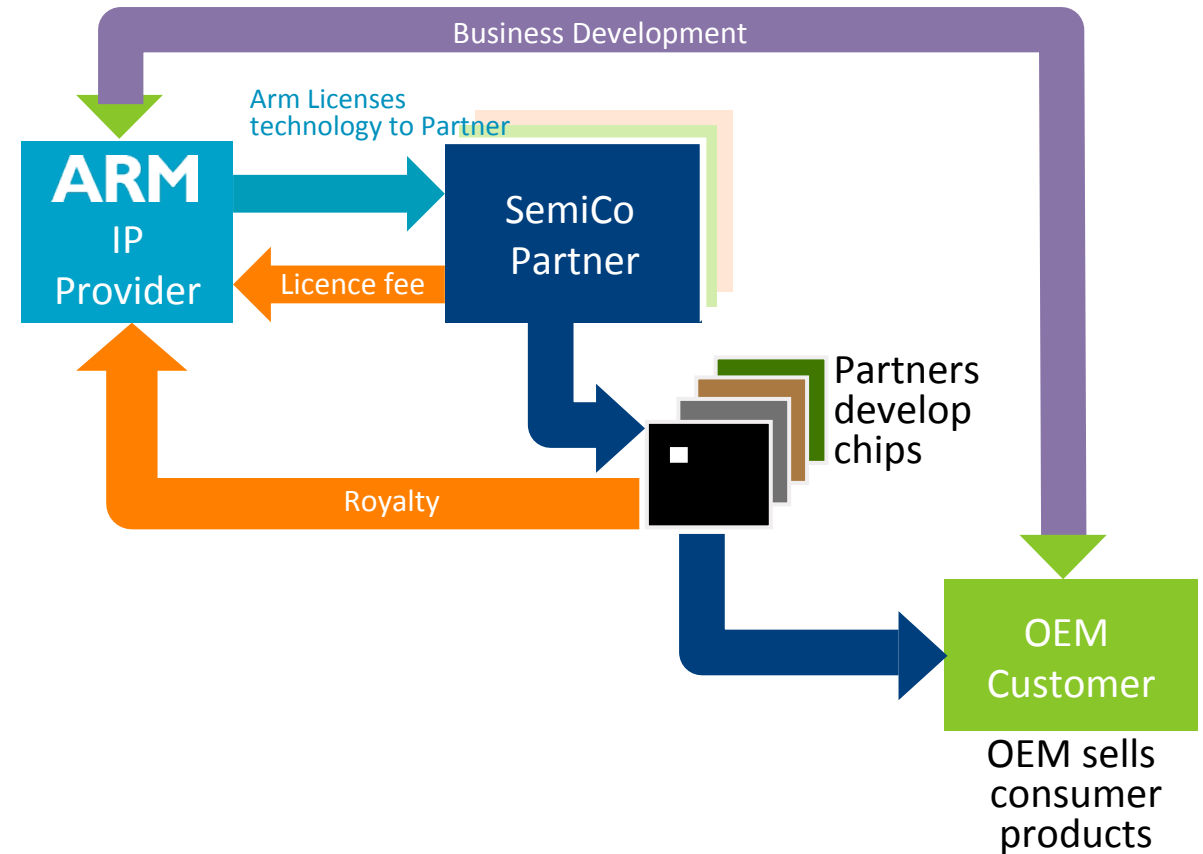 Business Development
Arm Licenses
technology to Partner
ARM
IP
Provider
SemiCo
Partner
Licence fee
Partners
develop
chips
Royalty
OEM
Customer
OEM sells
consumer
products